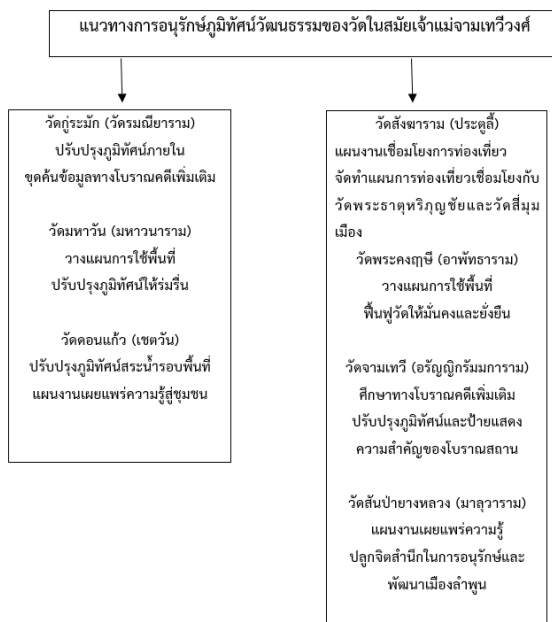 แนวทางการอนุรักษ์ภูมิทัศน์วัฒนธรรมของวัดในสมัยเจ้าแม่จามเทวีวงศ์
วัดกู่ระมัก (วัดรมณียาราม)
ปรับปรุงภูมิทัศน์ภายใน
ขุดค้นข้อมูลทางโบราณคดีเพิ่มเติม
วัดมหาวัน (มหาวนาราม)
วางแผนการใช้พื้นที่
ปรับปรุงภูมิทัศน์ให้ร่มรื่น
วัดดอนแก้ว (เชตวัน)
ปรับปรุงภูมิทัศน์สระน้ำรอบพื้นที่
แผนงานเผยแพร่ความรู้สู่ชุมชน
วัดสังฆาราม (ประตูลี้)
แผนงานเชื่อมโยงการท่องเที่ยว
จัดทำแผนการท่องเที่ยวเชื่อมโยงกับ
วัดพระธาตุหริภุญชัยและวัดสี่มุม
เมือง
วัดพระคงฤๅษี (อาพัทธาราม)
วางแผนการใช้พื้นที่
ฟื้นฟูวัดให้มั่นคงและยั่งยืน
วัดจามเทวี (อรัญญิกรัมมการาม)
ศึกษาทางโบราณคดีเพิ่มเติม
ปรับปรุงภูมิทัศน์และป้ายแสดง
ความสำคัญของโบราณสถาน
วัดสันป่ายางหลวง (มาลุวาราม)
แผนงานเผยแพร่ความรู้
ปลูกจิตสำนึกในการอนุรักษ์และ
พัฒนาเมืองลำพูน